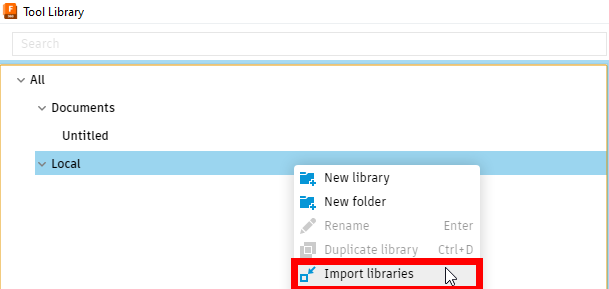 Tool Library
Search
All
Documents
Untitled
Local
New library
New folder
Rename Enter
Duplicate library Ctrl+D
Import libraries